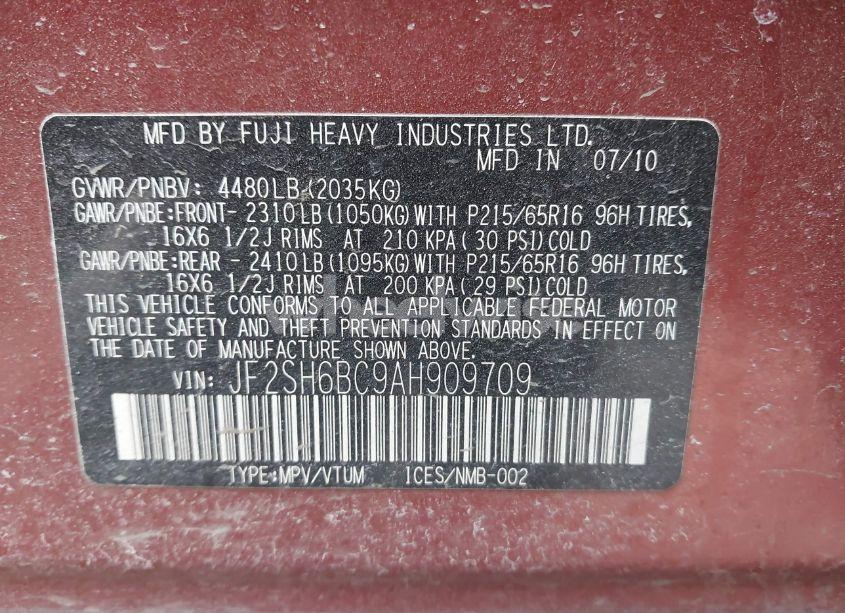 MFD BY FUJI HEAVY INDUSTRIES LTD.
MFD IN 07/10
GVWR/PNBV: 4480LB (2035KG)
GAWR/PNBE:FRONT- 2310LB(1050KG)WITH P215/65R16 96H TIRES,
16X6 1/2J RIMS AT 210 KPA( 30 PSI)COLD
GAWR/PNBE:REAR - 2410LB(1095KG)WITH P215/65R16 96H TIRES,
16X6 1/2J RIMS AT 200 KPA( 29 PSI)COLD
THIS VEHICLE CONFORMS TO ALL APPLICABLE FEDERAL MOTOR
VEHICLE SAFETY AND THEFT PREVENTION STANDARDS IN EFFECT ON
THE DATE OF MANUFACTURE SHOWN ABOVE.
VIN: JF2SH6BC9AH909709
TYPE:MPV/VTUM ICES/NMB-002